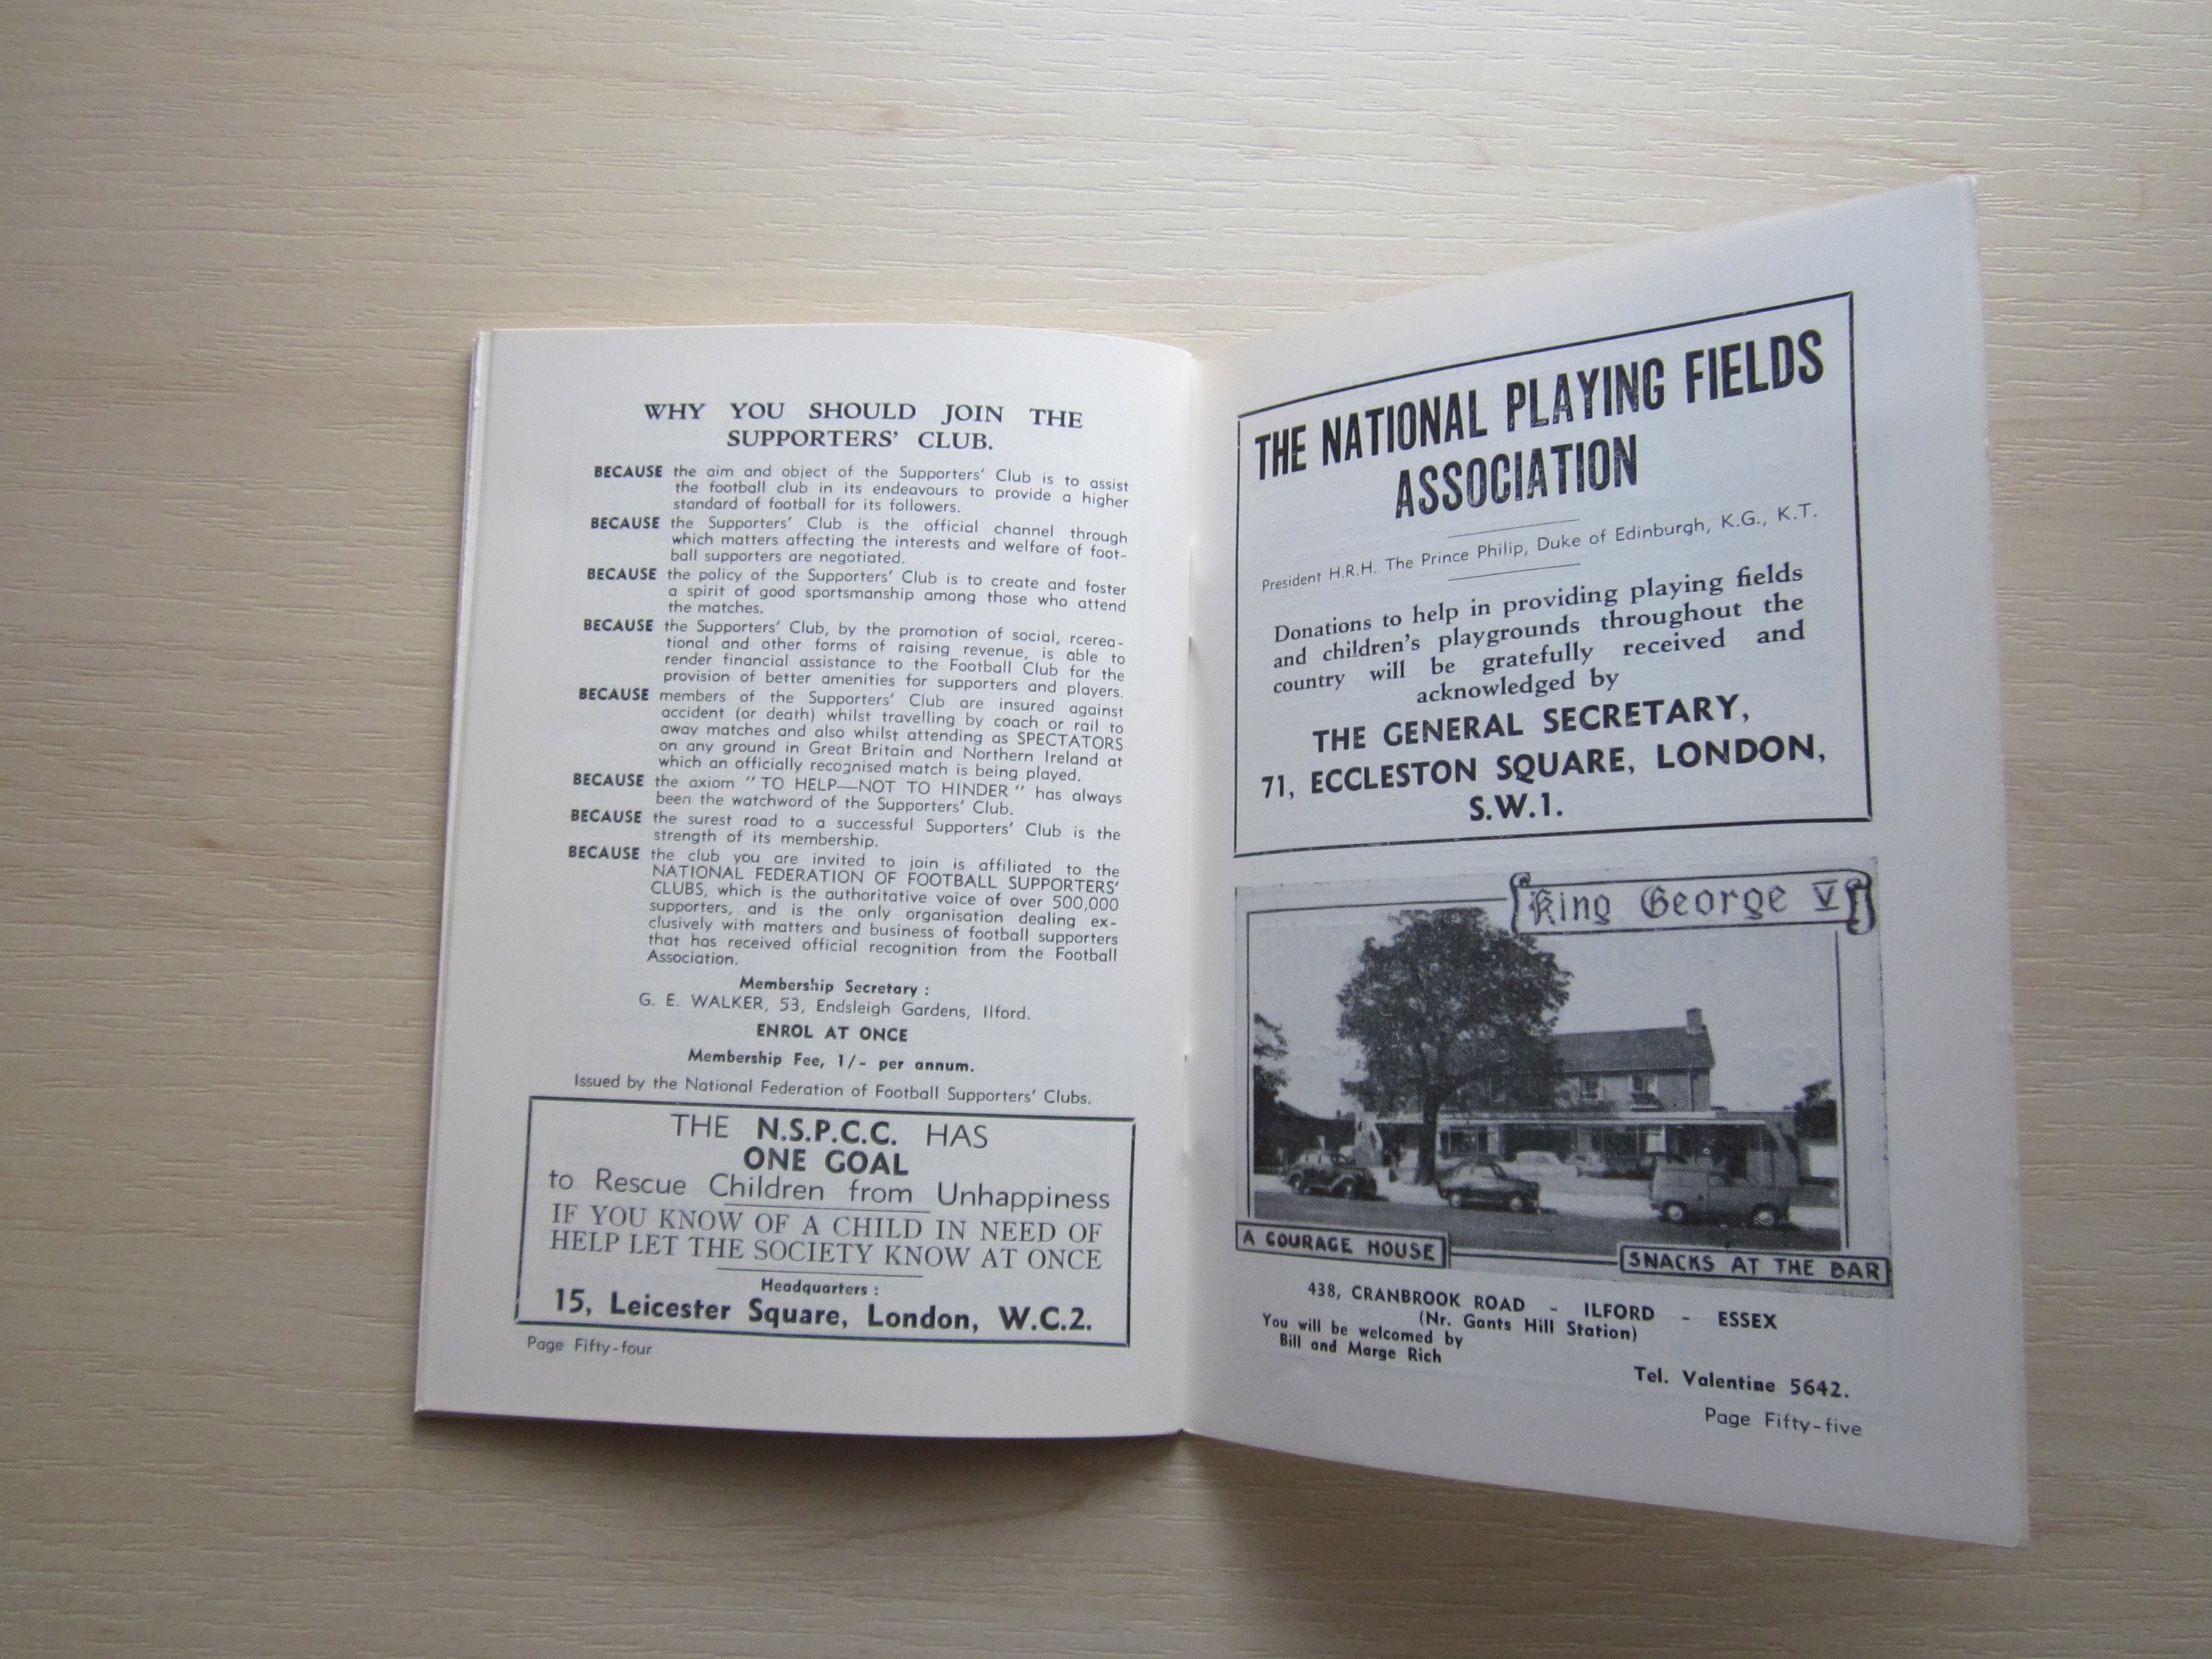 WHY YOU SHOULD JOIN THE
SUPPORTERS' CLUB.
BECAUSE the aim and object of the Supporters' Club is to assist
the football club in its endeavours to provide a higher
standard of football for its followers.
BECAUSE the Supporters' Club is the official channel through
which matters affecting the interests and welfare of foot-
ball supporters are negotiated.
BECAUSE the policy of the Supporters' Club is to create and foster
a spirit of good sportsmanship among those who attend
the matches.
BECAUSE the Supporters' Club, by the promotion of social, rcerea-
tional and other forms of raising revenue, is able to
render financial assistance to the Football Club for the
provision of better amenities for supporters and players.
BECAUSE members of the Supporters' Club are insured against
accident (or death) whilst travelling by coach or rail to
away matches and also whilst attending as SPECTATORS
on any ground in Great Britain and Northern Ireland at
which an officially recognised match is being played.
BECAUSE the axiom "TO HELP—NOT TO HINDER" has always
been the watchword of the Supporters' Club.
BECAUSE the surest road to a successful Supporters' Club is the
strength of its membership.
BECAUSE the club you are invited to join is affiliated to the
NATIONAL FEDERATION OF FOOTBALL SUPPORTERS'
CLUBS, which is the authoritative voice of over 500,000
supporters, and is the only organisation dealing ex-
clusively with matters and business of football supporters
that has received official recognition from the Football
Association.
Membership Secretary :
G. E. WALKER, 53, Endsleigh Gardens, Ilford.
ENROL AT ONCE
Membership Fee, 1/- per annum.
Issued by the National Federation of Football Supporters' Clubs.
THE N.S.P.C.C. HAS
ONE GOAL
to Rescue Children from Unhappiness
IF YOU KNOW OF A CHILD IN NEED OF
HELP LET THE SOCIETY KNOW AT ONCE
Headquarters :
15, Leicester Square, London, W.C.2.
Page Fifty-four
THE NATIONAL PLAYING FIELDS
ASSOCIATION
President H.R.H. The Prince Philip, Duke of Edinburgh, K.G., K.T.
Donations to help in providing playing fields
and children's playgrounds throughout the
country will be gratefully received and
acknowledged by
THE GENERAL SECRETARY,
71, ECCLESTON SQUARE, LONDON,
S.W.1.
King George V
A COURAGE HOUSE
SNACKS AT THE BAR
438, CRANBROOK ROAD - ILFORD - ESSEX
(Nr. Gants Hill Station)
You will be welcomed by
Bill and Marge Rich
Tel. Valentine 5642.
Page Fifty-five